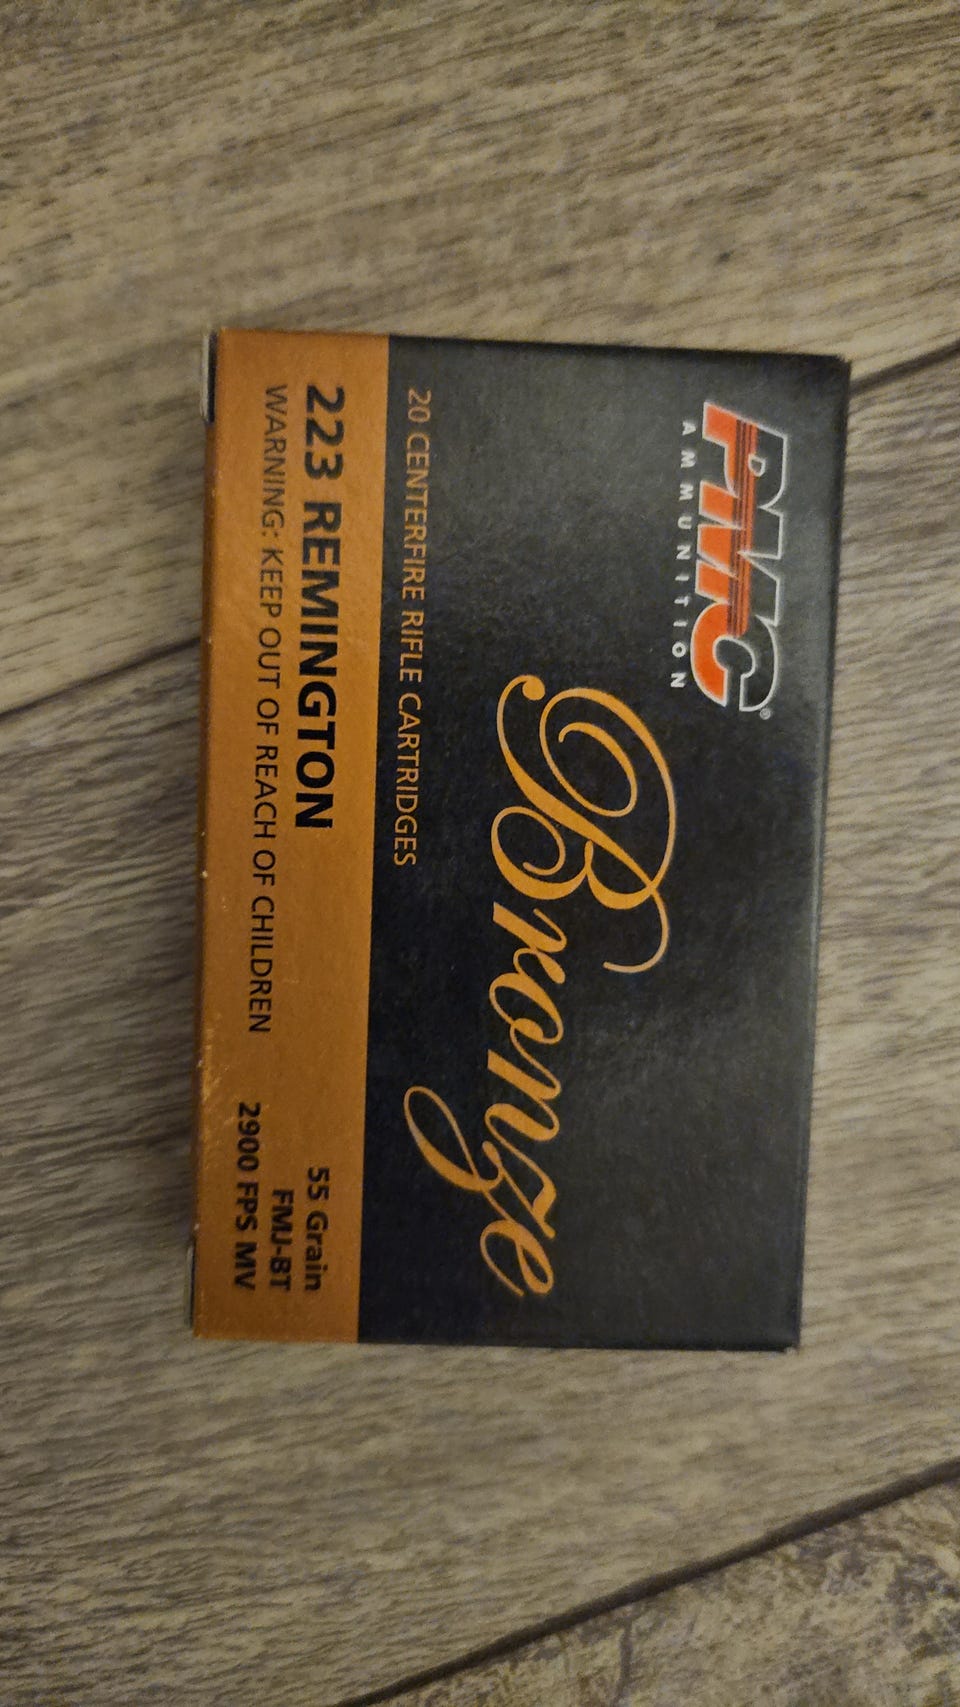 PMC®
AMMUNITION
Bronze
20 CENTERFIRE RIFLE CARTRIDGES
223 REMINGTON
WARNING: KEEP OUT OF REACH OF CHILDREN
55 Grain
FMJ-BT
2900 FPS MV